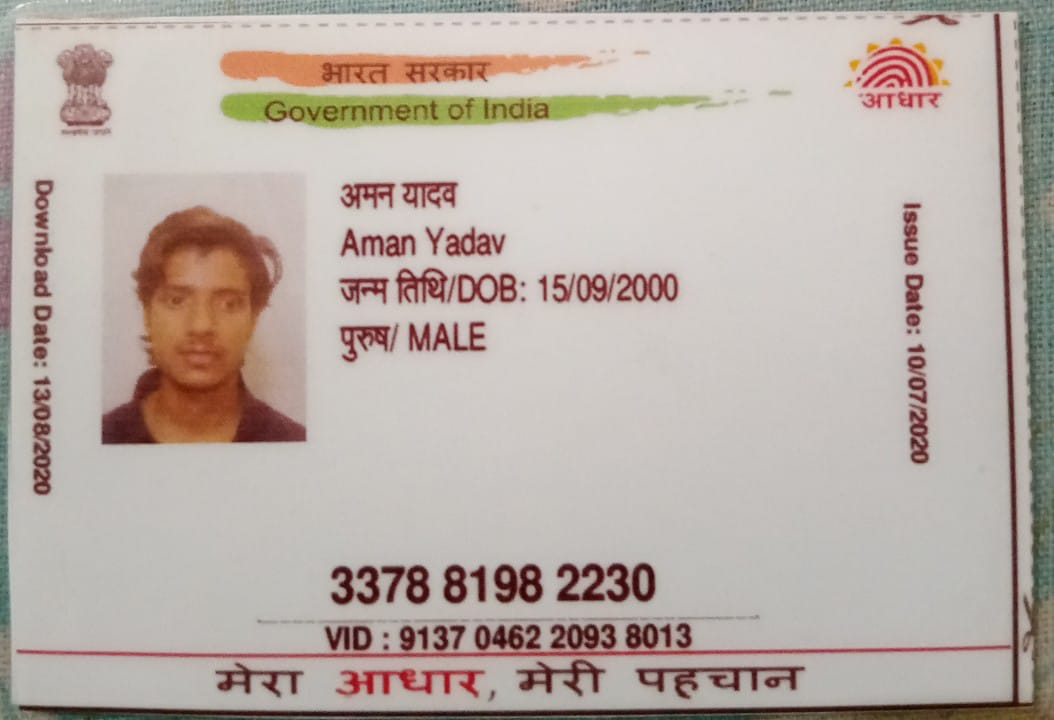 भारत सरकार
Government of India
आधार
Download Date: 13/08/2020
अमन यादव
Aman Yadav
जन्म तिथि/DOB: 15/09/2000
पुरुष/ MALE
Issue Date: 10/07/2020
3378 8198 2230
VID : 9137 0462 2093 8013
मेरा आधार, मेरी पहचान